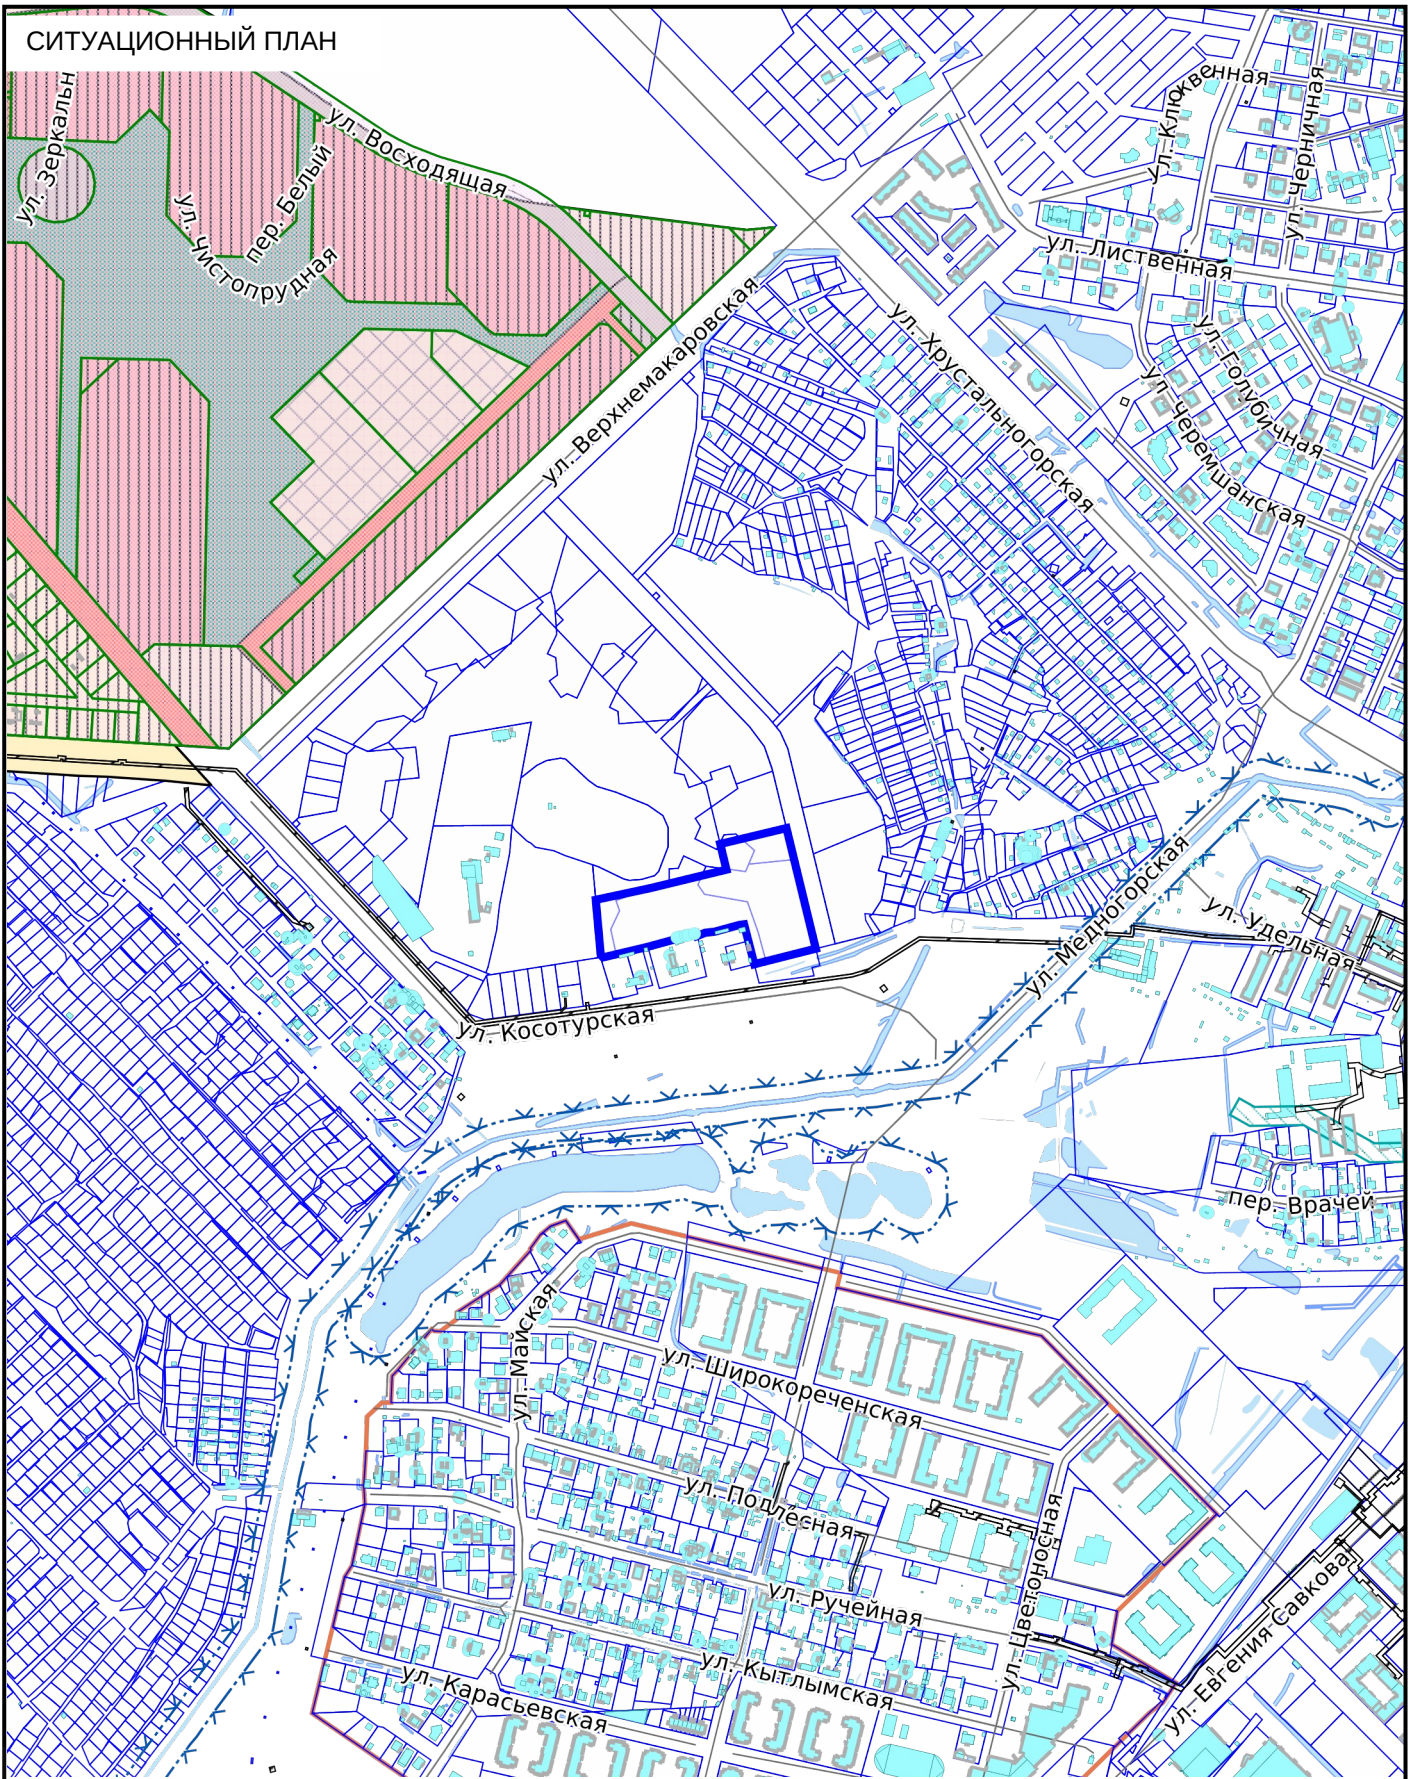 СИТУАЦИОННЫЙ ПЛАН
ул. Зеркальн
ул. Восходящая
пер. Белый
ул. Чистопрудная
ул. Клюквенная
ул. Черничная
ул. Лиственная
ул. Верхнемакаровская
ул. Хрустальногорская
ул. Голубичная
ул. Черемшанская
ул. Медногорская
ул. Удельная
ул. Косотурская
пер. Врачей
ул. Майская
ул. Широкореченская
ул. Подлесная
ул. Цветоносная
ул. Ручейная
ул. Евгения Савкова
ул. Кытлымская
ул. Карасьевская